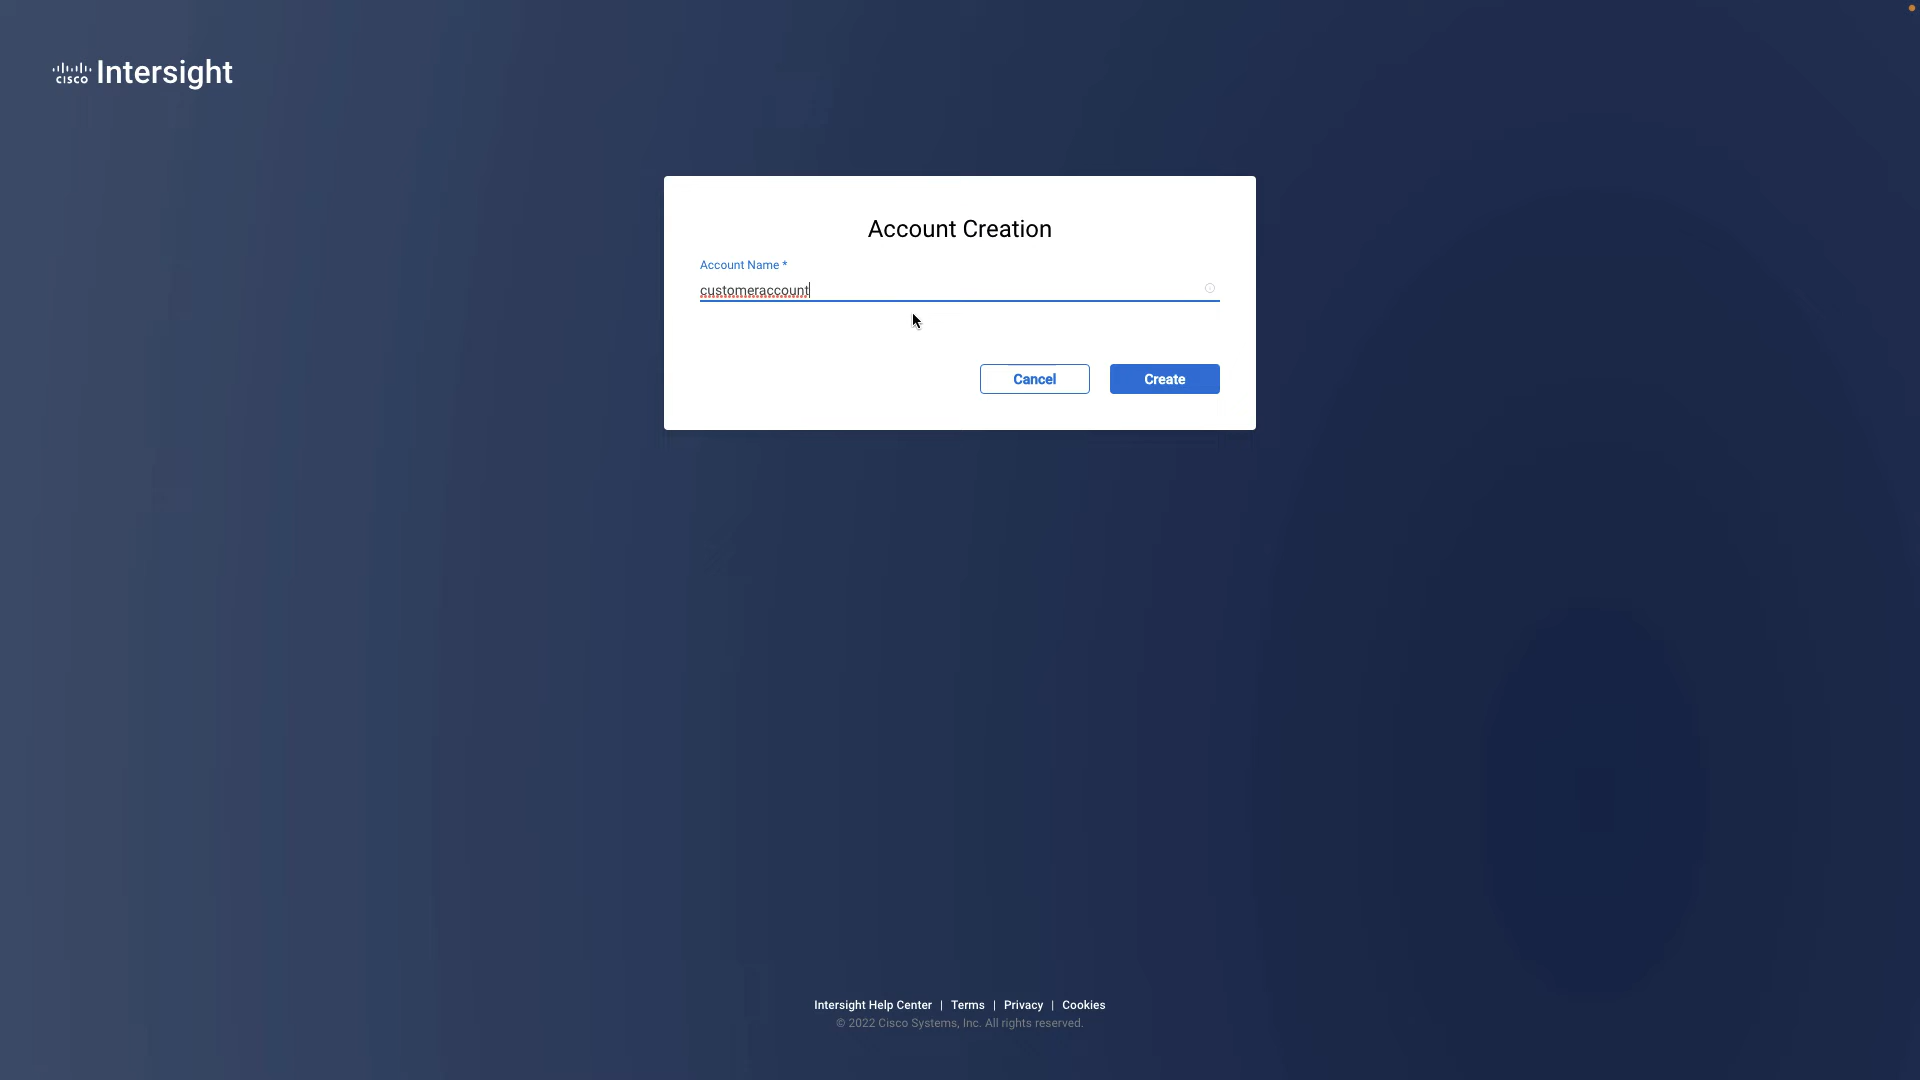 cisco Intersight
Account Creation
Account Name *
customeraccount
Cancel Create
Intersight Help Center | Terms | Privacy | Cookies
© 2022 Cisco Systems, Inc. All rights reserved.